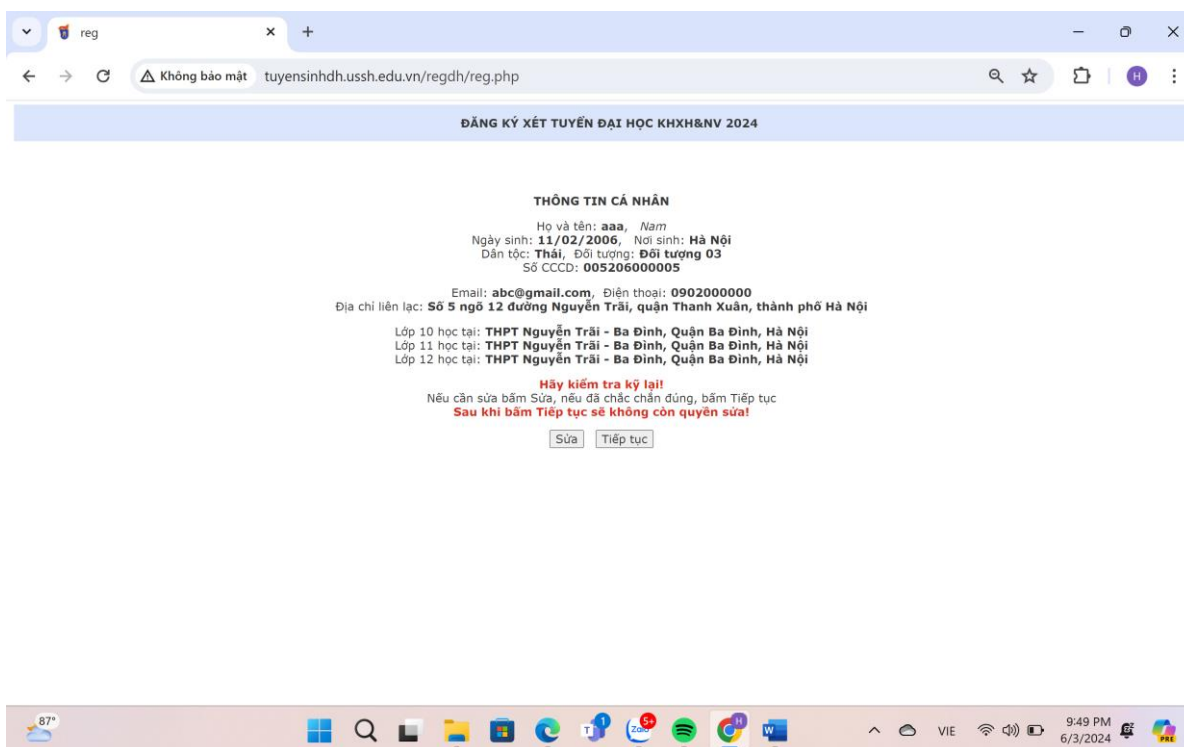 reg
Không bảo mật
tuyensinhdh.ussh.edu.vn/regdh/reg.php
H
ĐĂNG KÝ XÉT TUYỂN ĐẠI HỌC KHXH&NV 2024
THÔNG TIN CÁ NHÂN
Họ và tên: aaa, Nam
Ngày sinh: 11/02/2006, Nơi sinh: Hà Nội
Dân tộc: Thái, Đối tượng: Đối tượng 03
Số CCCD: 005206000005
Email: abc@gmail.com, Điện thoại: 0902000000
Địa chỉ liên lạc: Số 5 ngõ 12 đường Nguyễn Trãi, quận Thanh Xuân, thành phố Hà Nội
Lớp 10 học tại: THPT Nguyễn Trãi - Ba Đình, Quận Ba Đình, Hà Nội
Lớp 11 học tại: THPT Nguyễn Trãi - Ba Đình, Quận Ba Đình, Hà Nội
Lớp 12 học tại: THPT Nguyễn Trãi - Ba Đình, Quận Ba Đình, Hà Nội
Hãy kiểm tra kỹ lại!
Nếu cần sửa bấm Sửa, nếu đã chắc chắn đúng, bấm Tiếp tục
Sau khi bấm Tiếp tục sẽ không còn quyền sửa!
Sửa Tiếp tục
87°
1
Zalo
5+
H
W
VIE
9:49 PM
6/3/2024
PRE